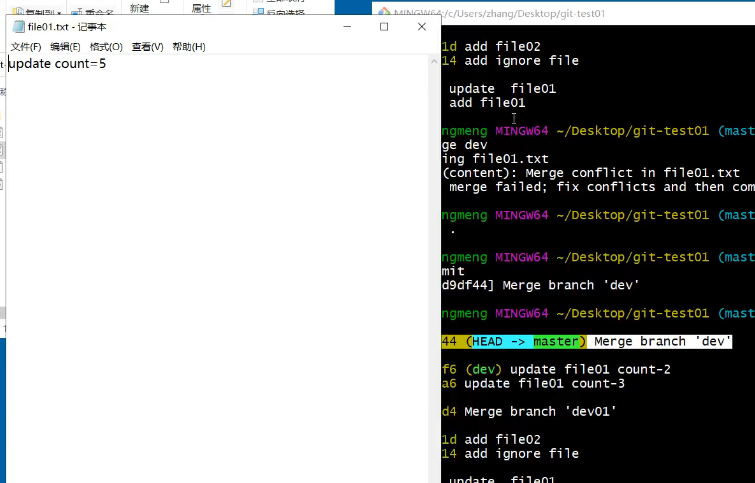 复制到
重命名
新建
属性
反向选择
file01.txt - 记事本
文件(F) 编辑(E) 格式(O) 查看(V) 帮助(H)
update count=5
MINGW64:/c/Users/zhang/Desktop/git-test01
1d add file02
14 add ignore file
update  file01
add file01
ngmeng MINGW64 ~/Desktop/git-test01 (mast
ge dev
ing file01.txt
(content): Merge conflict in file01.txt
merge failed; fix conflicts and then com
ngmeng MINGW64 ~/Desktop/git-test01 (mast
.
ngmeng MINGW64 ~/Desktop/git-test01 (mast
mit
d9df44] Merge branch 'dev'
ngmeng MINGW64 ~/Desktop/git-test01 (mast
44 (HEAD -> master) Merge branch 'dev'
f6 (dev) update file01 count-2
a6 update file01 count-3
d4 Merge branch 'dev01'
1d add file02
14 add ignore file
update  file01